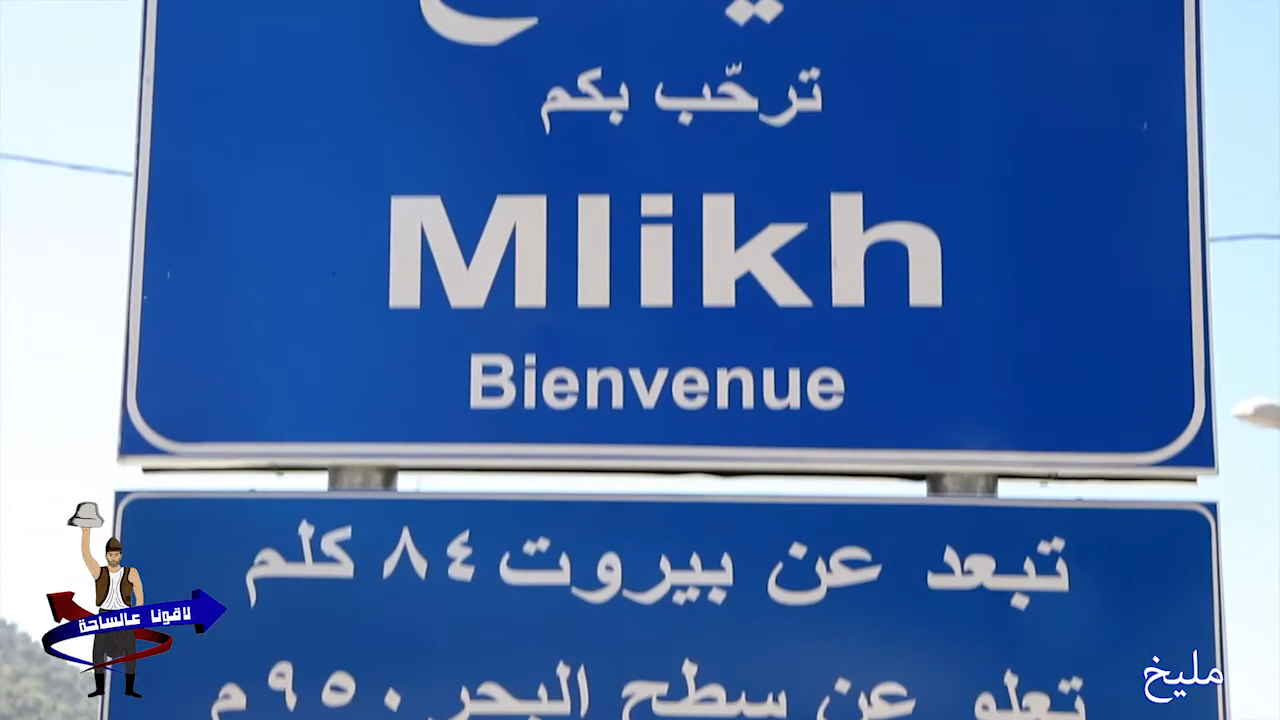 ترحّب بكم
Mlikh
Bienvenue
تبعد عن بيروت ٨٤ كلم
تعلو عن سطح البحر ٩٥٠ م
لاقونا عالساحة
مليخ